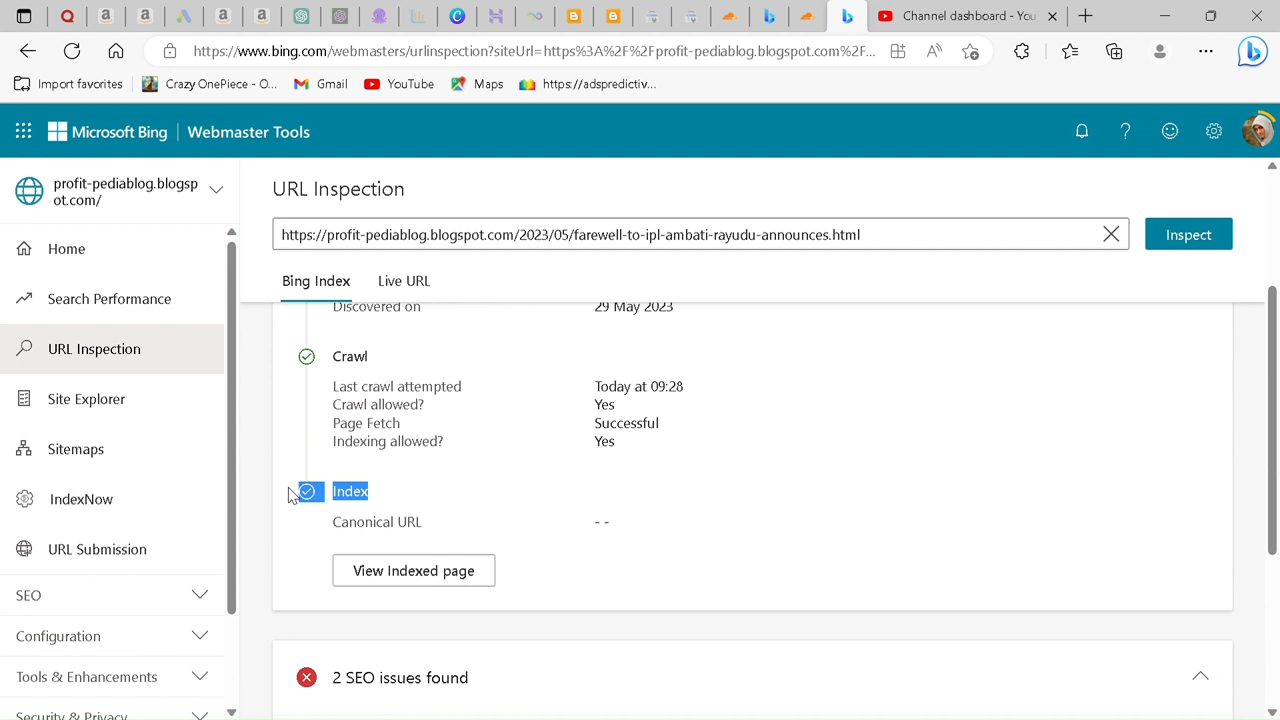 Channel dashboard - You
https://www.bing.com/webmasters/urlinspection?siteUrl=https%3A%2F%2Fprofit-pediablog.blogspot.com%2F...
Import favorites
Crazy OnePiece - O...
Gmail
YouTube
Maps
https://adspredictiv...
Microsoft Bing
Webmaster Tools
profit-pediablog.blogsp
ot.com/
Home
Search Performance
URL Inspection
Site Explorer
Sitemaps
IndexNow
URL Submission
SEO
Configuration
Tools & Enhancements
Security & Privacy
URL Inspection
https://profit-pediablog.blogspot.com/2023/05/farewell-to-ipl-ambati-rayudu-announces.html
Inspect
Bing Index
Live URL
Discovered on 29 May 2023
Crawl
Last crawl attempted Today at 09:28
Crawl allowed? Yes
Page Fetch Successful
Indexing allowed? Yes
Index
Canonical URL - -
View Indexed page
2 SEO issues found